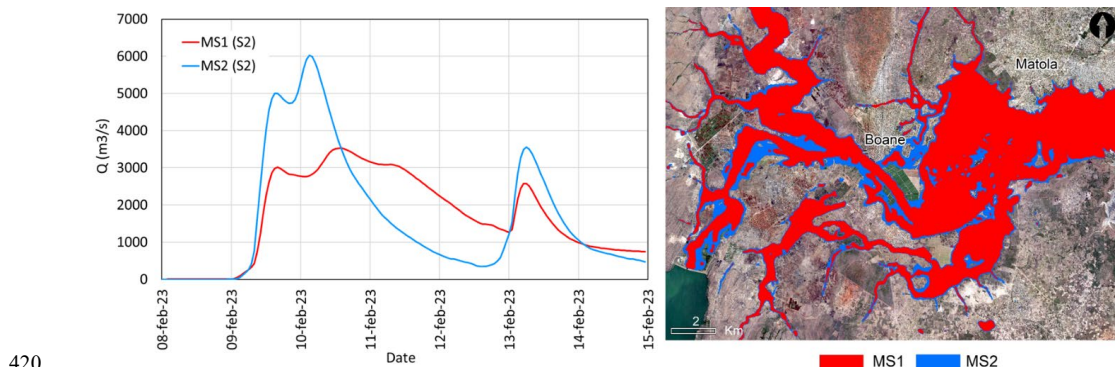 7000
6000
5000
4000
3000
2000
1000
0
Q (m3/s)
MS1 (S2)
MS2 (S2)
08-feb-23
09-feb-23
10-feb-23
11-feb-23
12-feb-23
13-feb-23
14-feb-23
15-feb-23
Date
Matola
Boane
2
Km
MS1 MS2
420